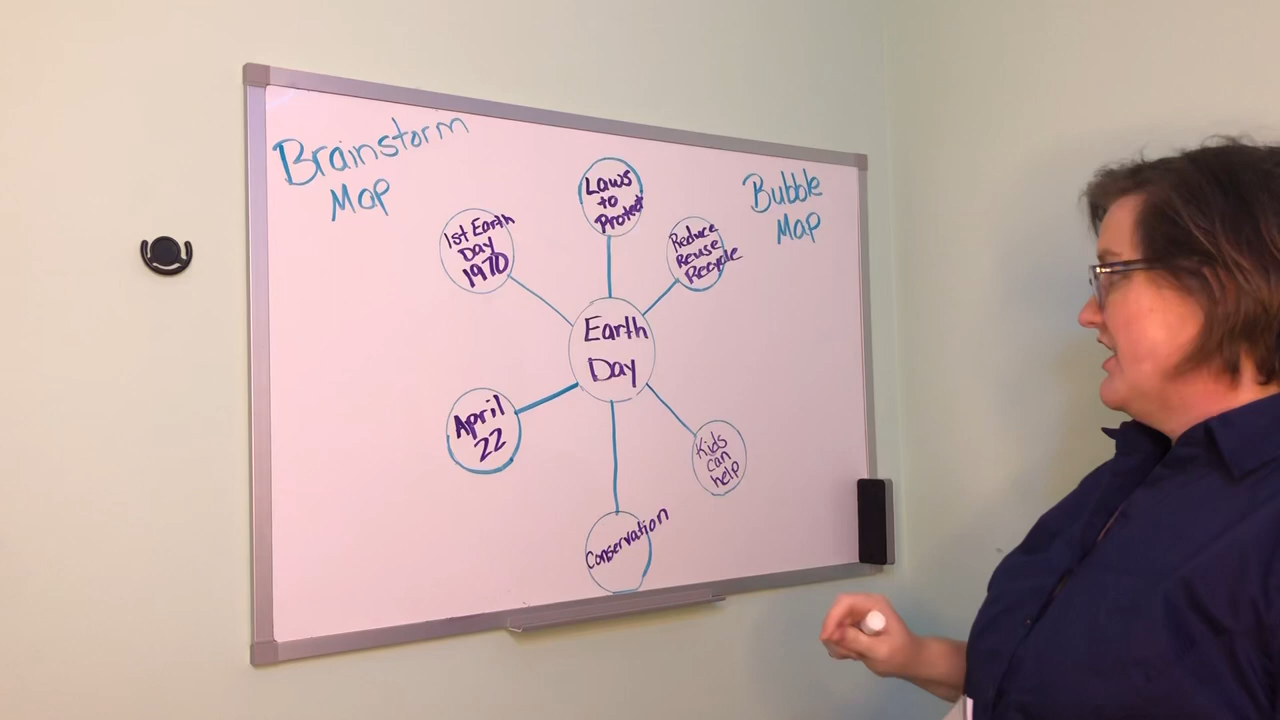 Brainstorm
Map
Bubble
Map
Laws
to
Protect
1st Earth
Day
1970
Reduce
Reuse
Recycle
Earth
Day
April
22
Kids
can
help
Conservation